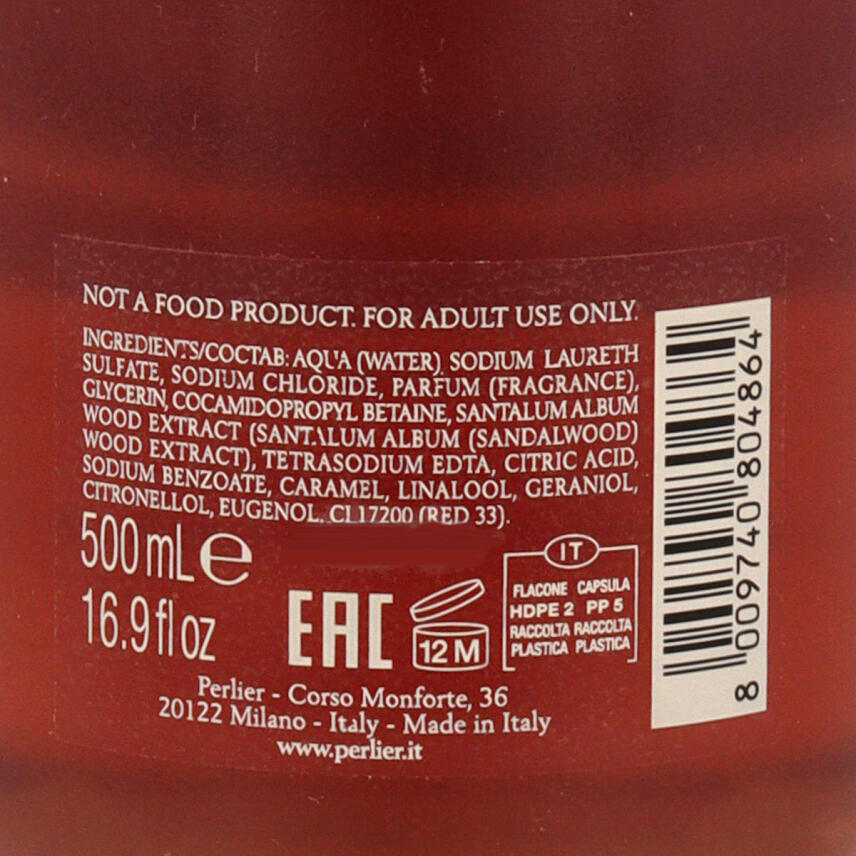 NOT A FOOD PRODUCT. FOR ADULT USE ONLY.
INGREDIENTS/COCTAB: AQUA (WATER), SODIUM LAURETH
SULFATE, SODIUM CHLORIDE, PARFUM (FRAGRANCE),
GLYCERIN, COCAMIDOPROPYL BETAINE, SANTALUM ALBUM
WOOD EXTRACT (SANTALUM ALBUM (SANDALWOOD)
WOOD EXTRACT), TETRASODIUM EDTA, CITRIC ACID,
SODIUM BENZOATE, CARAMEL, LINALOOL, GERANIOL,
CITRONELLOL, EUGENOL. CI 17200 (RED 33).
500 mL e
16.9 fl oz
EAC
12 M
IT
FLACONE CAPSULA
HDPE 2 PP 5
RACCOLTA RACCOLTA
PLASTICA PLASTICA
Perlier - Corso Monforte, 36
20122 Milano - Italy - Made in Italy
www.perlier.it
8 009740 804864